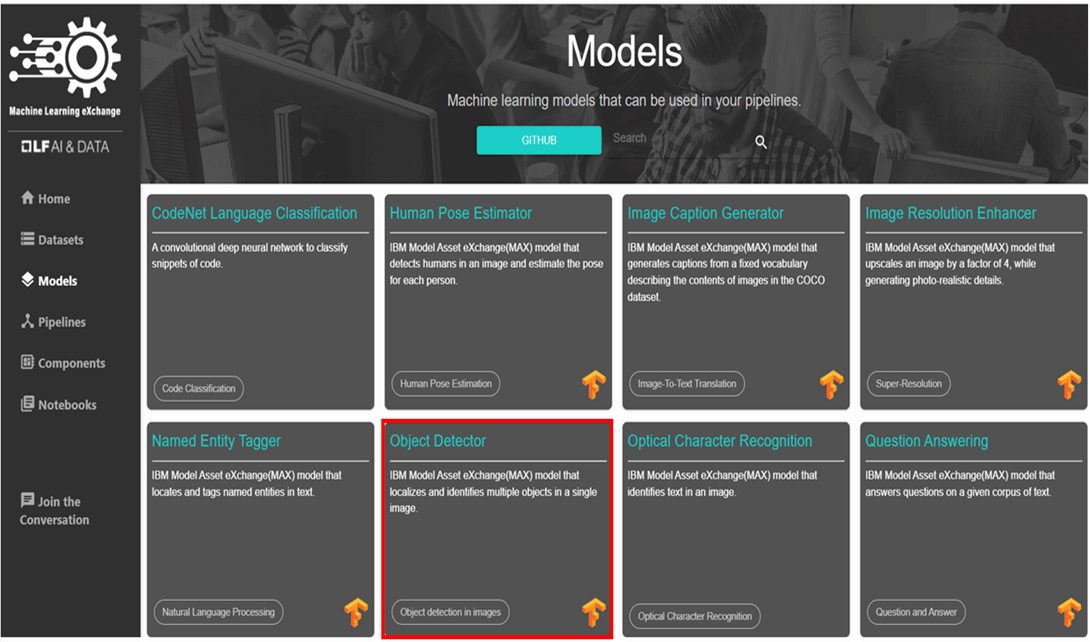 Machine Learning eXchange
LF AI & DATA
Home
Datasets
Models
Pipelines
Components
Notebooks
Join the
Conversation
Models
Machine learning models that can be used in your pipelines.
GITHUB
Search
CodeNet Language Classification
A convolutional deep neural network to classify
snippets of code.
Code Classification
Human Pose Estimator
IBM Model Asset eXchange(MAX) model that
detects humans in an image and estimate the pose
for each person.
Human Pose Estimation
Image Caption Generator
IBM Model Asset eXchange(MAX) model that
generates captions from a fixed vocabulary
describing the contents of images in the COCO
dataset.
Image-To-Text Translation
Image Resolution Enhancer
IBM Model Asset eXchange(MAX) model that
upscales an image by a factor of 4, while
generating photo-realistic details.
Super-Resolution
Named Entity Tagger
IBM Model Asset eXchange(MAX) model that
locates and tags named entities in text.
Natural Language Processing
Object Detector
IBM Model Asset eXchange(MAX) model that
localizes and identifies multiple objects in a single
image.
Object detection in images
Optical Character Recognition
IBM Model Asset eXchange(MAX) model that
identifies text in an image.
Optical Character Recognition
Question Answering
IBM Model Asset eXchange(MAX) model that
answers questions on a given corpus of text.
Question and Answer